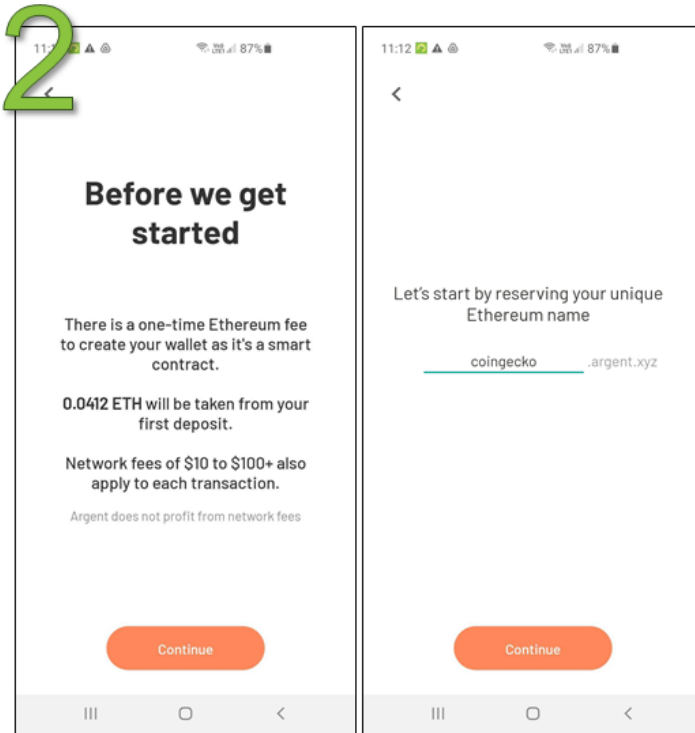 2
11:1
87%
Before we get
started
There is a one-time Ethereum fee
to create your wallet as it's a smart
contract.
0.0412 ETH will be taken from your
first deposit.
Network fees of $10 to $100+ also
apply to each transaction.
Argent does not profit from network fees
Continue
11:12
87%
Let's start by reserving your unique
Ethereum name
coingecko .argent.xyz
Continue